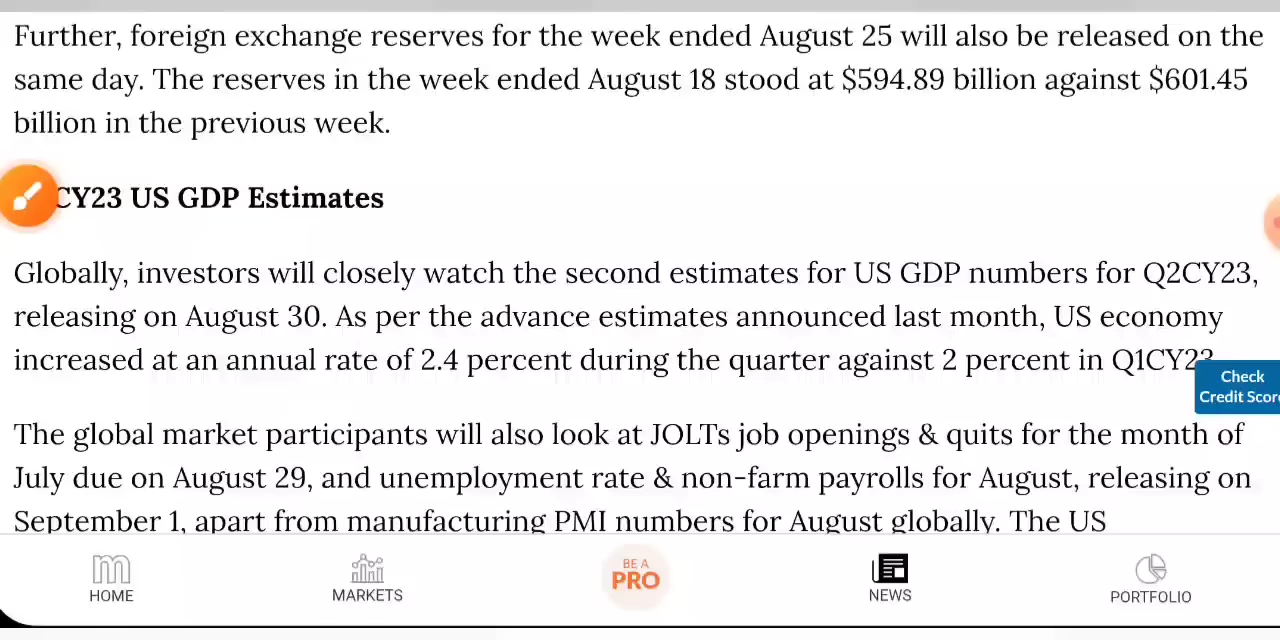 Further, foreign exchange reserves for the week ended August 25 will also be released on the
same day. The reserves in the week ended August 18 stood at $594.89 billion against $601.45
billion in the previous week.
CY23 US GDP Estimates
Globally, investors will closely watch the second estimates for US GDP numbers for Q2CY23,
releasing on August 30. As per the advance estimates announced last month, US economy
increased at an annual rate of 2.4 percent during the quarter against 2 percent in Q1CY23
Check
Credit Score
The global market participants will also look at JOLTs job openings & quits for the month of
July due on August 29, and unemployment rate & non-farm payrolls for August, releasing on
September 1, apart from manufacturing PMI numbers for August globally. The US
HOME
MARKETS
BE A
PRO
NEWS
PORTFOLIO